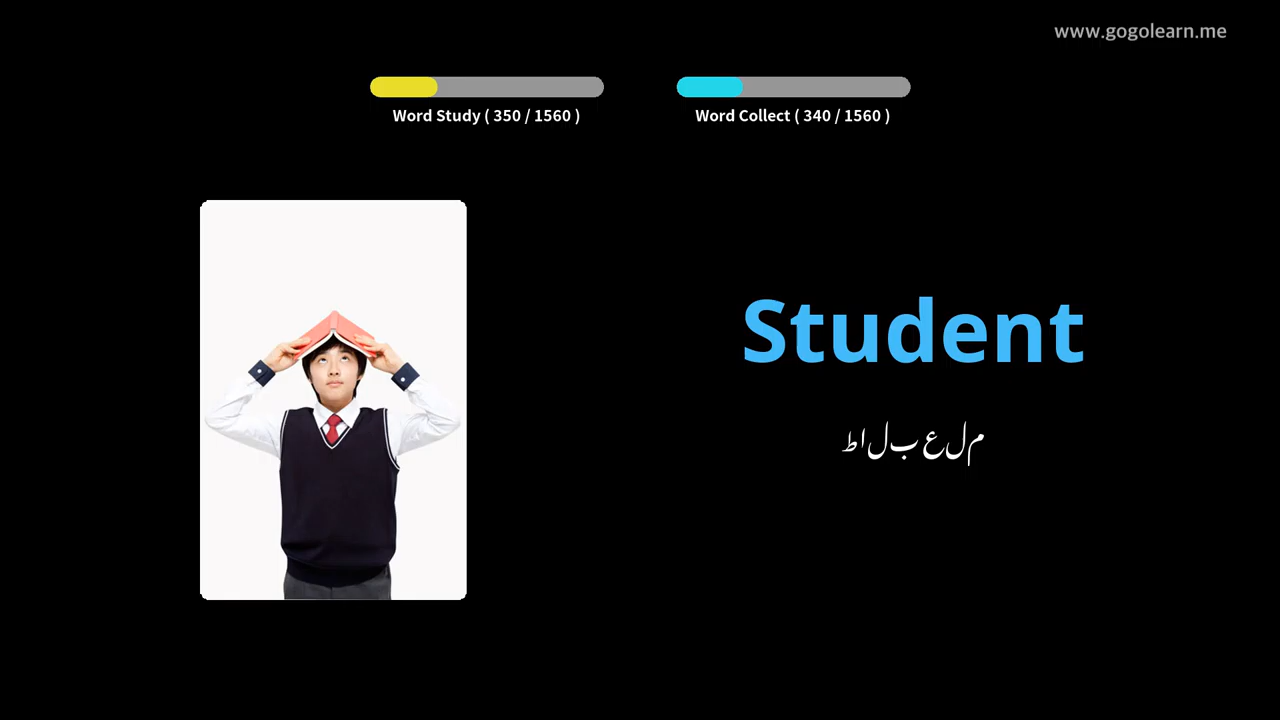 www.gogolearn.me
Word Study ( 350 / 1560 )
Word Collect ( 340 / 1560 )
Student
طالب علم